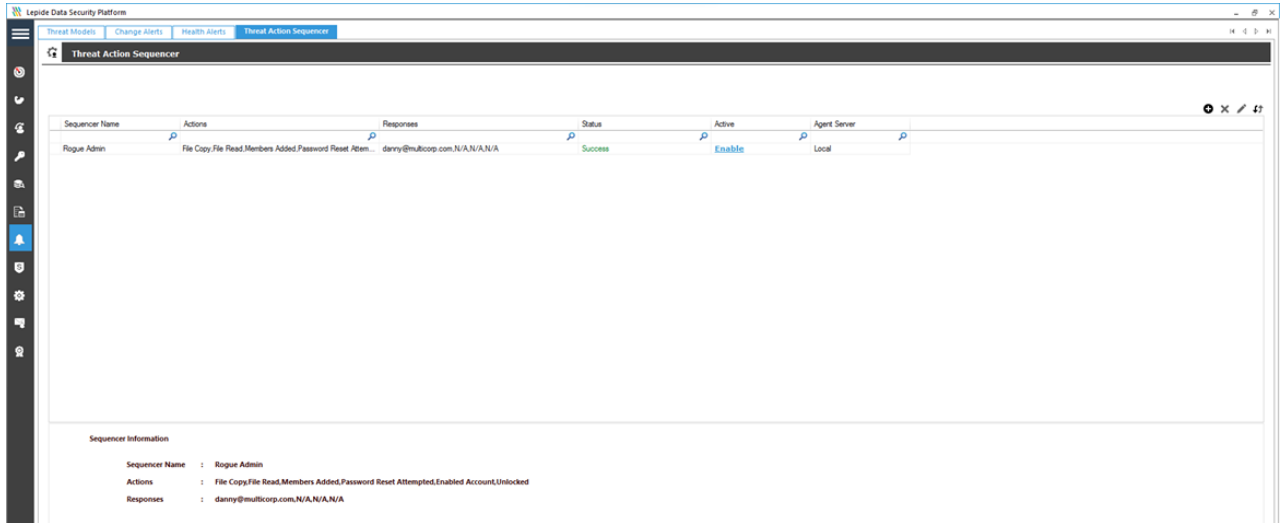 Lepide Data Security Platform
Threat Models Change Alerts Health Alerts Threat Action Sequencer
Threat Action Sequencer
Sequencer Name Actions Responses Status Active Agent Server
Rogue Admin File Copy,File Read,Members Added,Password Reset Attem... danny@multicorp.com,N/A,N/A,N/A Success Enable Local
Sequencer Information
Sequencer Name : Rogue Admin
Actions : File Copy,File Read,Members Added,Password Reset Attempted,Enabled Account,Unlocked
Responses : danny@multicorp.com,N/A,N/A,N/A